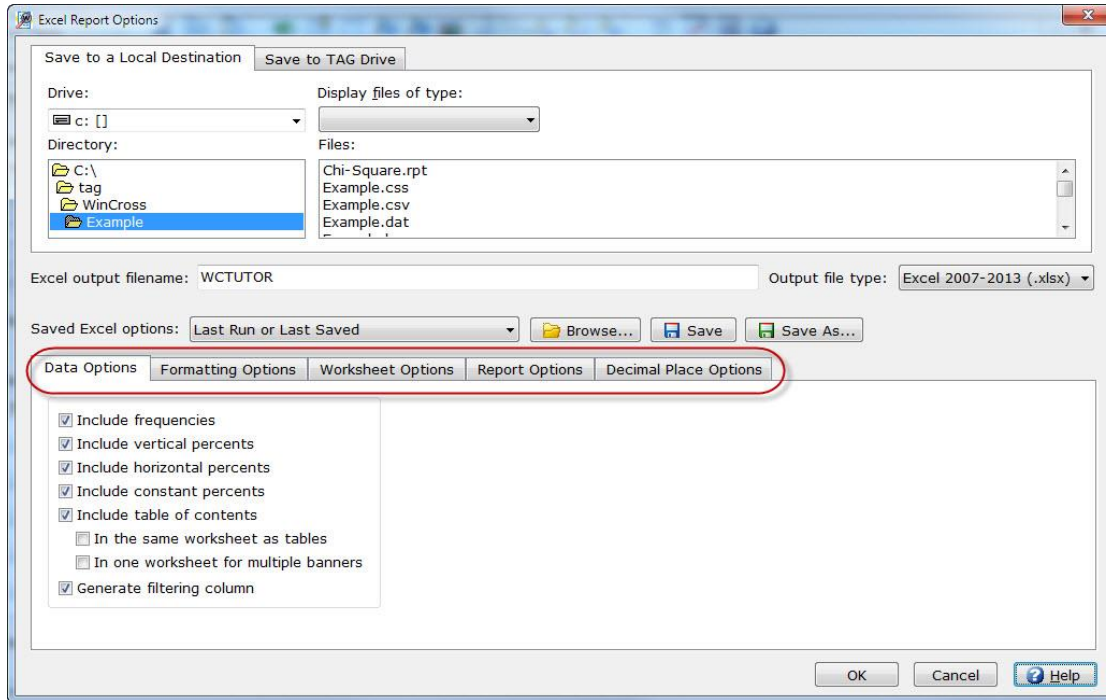 Excel Report Options
Save to a Local Destination Save to TAG Drive
Drive: Display files of type:
c: []
Directory: Files:
C:\ Chi-Square.rpt
tag Example.css
WinCross Example.csv
Example Example.dat
Excel output filename: WCTUTOR Output file type: Excel 2007-2013 (.xlsx)
Saved Excel options: Last Run or Last Saved Browse... Save Save As...
Data Options Formatting Options Worksheet Options Report Options Decimal Place Options
Include frequencies
Include vertical percents
Include horizontal percents
Include constant percents
Include table of contents
In the same worksheet as tables
In one worksheet for multiple banners
Generate filtering column
OK Cancel Help